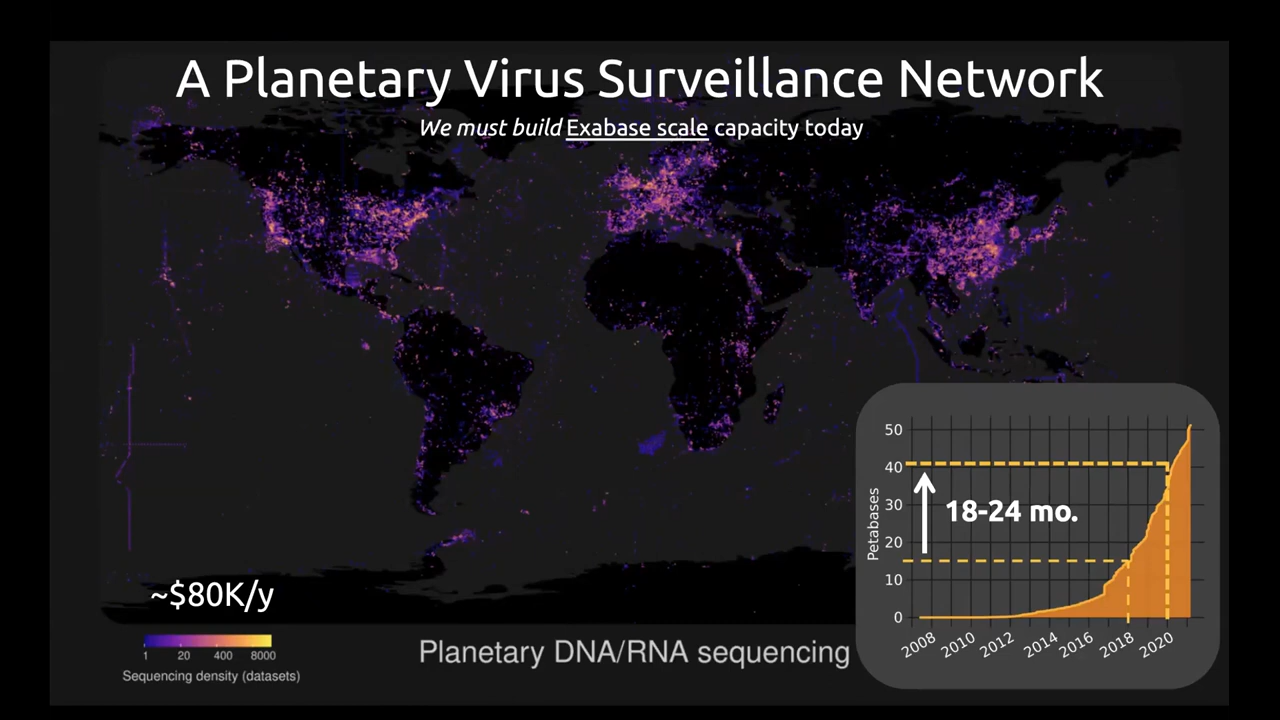 A Planetary Virus Surveillance Network
We must build Exabase scale capacity today
~$80K/y
1 20 400 8000
Sequencing density (datasets)
Planetary DNA/RNA sequencing
Petabases
50
40
30
20
10
0
18-24 mo.
2008 2010 2012 2014 2016 2018 2020